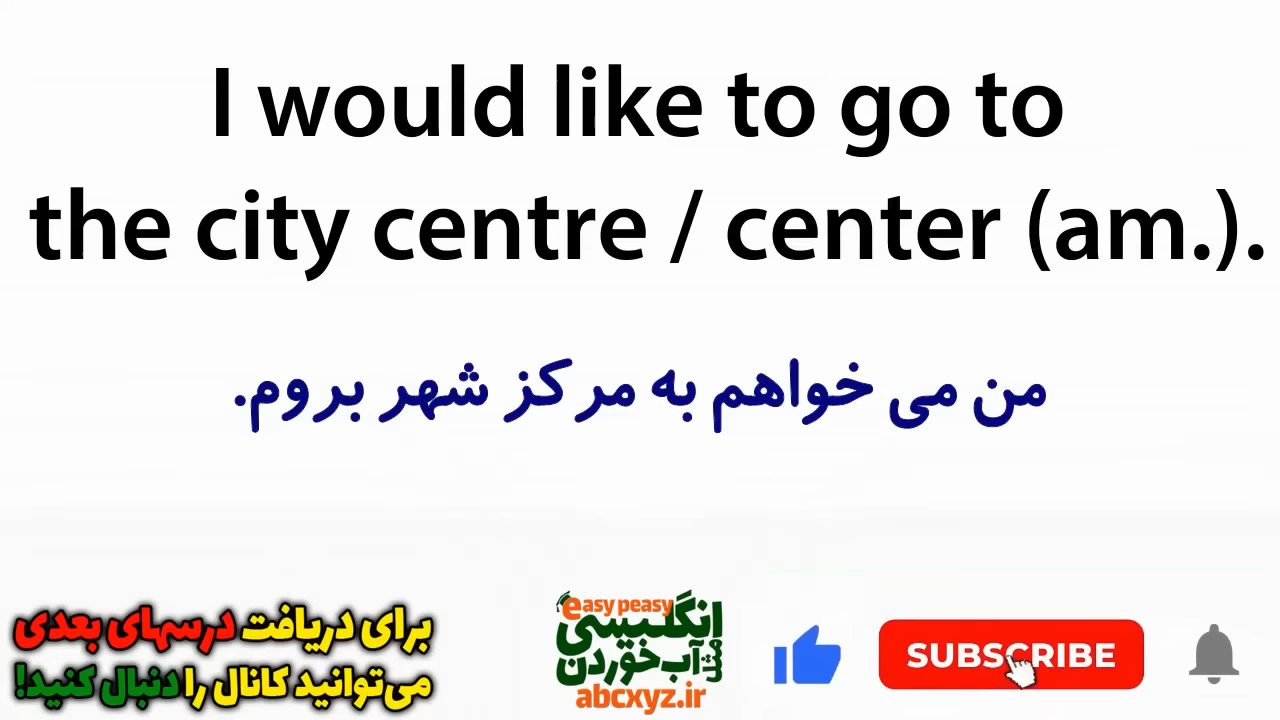 I would like to go to
the city centre / center (am.).
من می خواهم به مرکز شهر بروم.
برای دریافت درسهای بعدی
می‌توانید کانال را دنبال کنید!
easy peasy
انگلیسی
مثل آب خوردن
abcxyz.ir
SUBSCRIBE